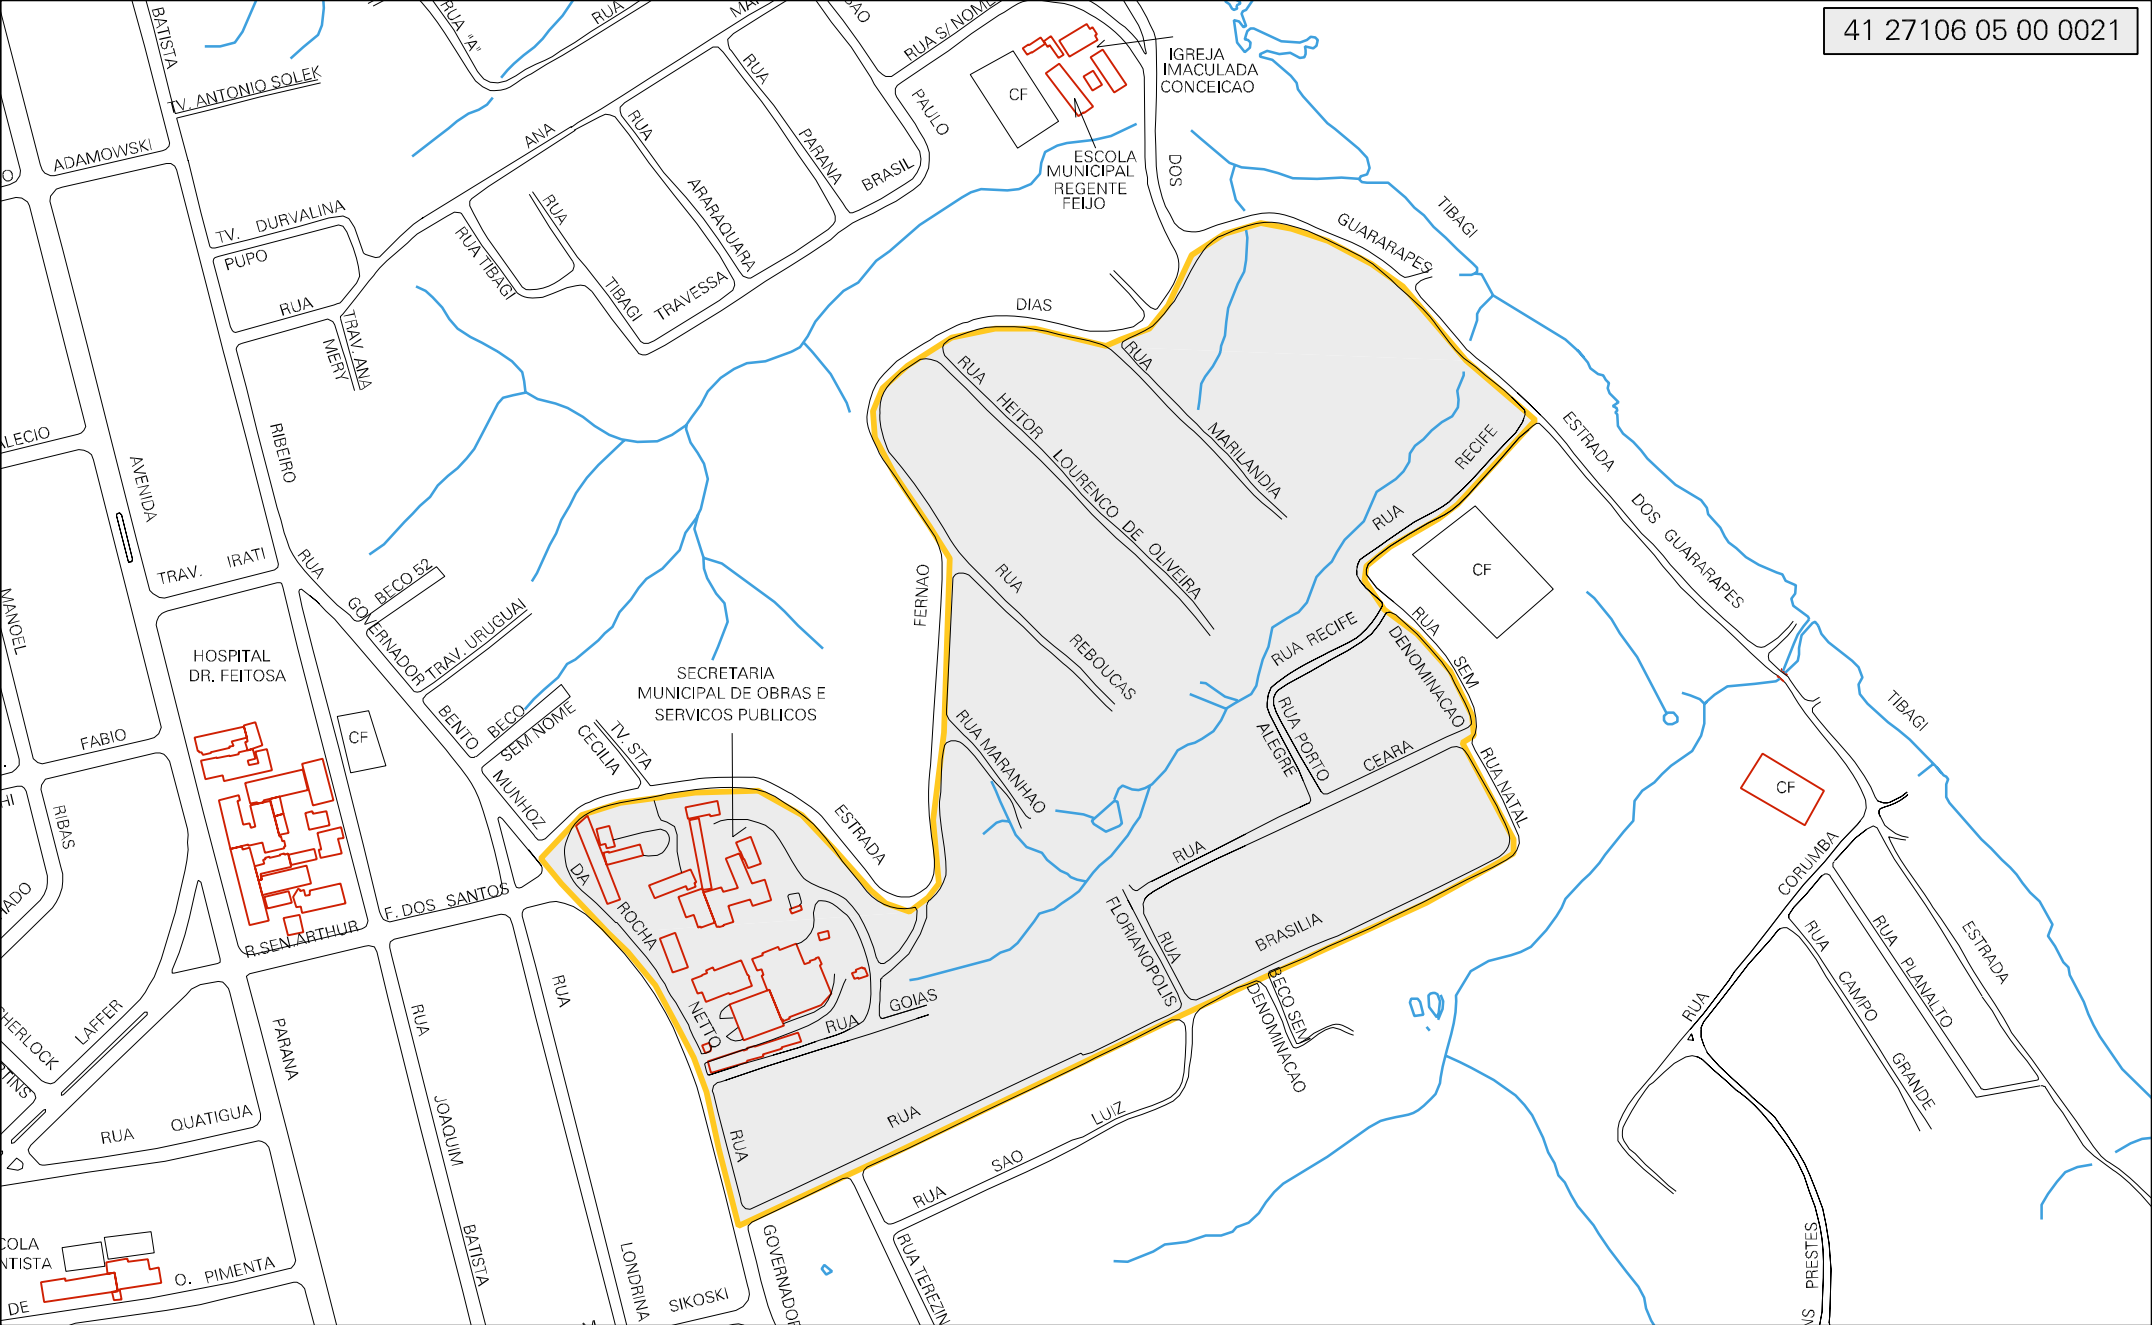 41 27106 05 00 0021
BATISTA
RUA "A"
RUA
RUA S/ NOME
IGREJA
IMACULADA
CONCEICAO
CF
TV. ANTONIO SOLEK
ADAMOWSKI
ANA
RUA
PARANA
PAULO
BRASIL
RUA
ARARAQUARA
ESCOLA
MUNICIPAL
REGENTE
FEIJO
DOS
TV. DURVALINA
PUPO
RUA
TRAV. ANA
MERY
RUA TIBAGI
RUA
TIBAGI
TRAVESSA
DIAS
GUARARAPES
TIBAGI
RUA
HEITOR LOURENCO DE OLIVEIRA
RUA
MARILANDIA
RUA
RECIFE
ESTRADA
DOS GUARARAPES
CF
RIBEIRO
AVENIDA
TRAV. IRATI
RUA
GOVERNADOR
BENTO
MUNHOZ
DA
ROCHA
NETTO
BECO 52
TRAV. URUGUAI
BECO
SEM NOME
TV. STA
CECILIA
FERNAO
RUA
REBOUCAS
RUA MARANHAO
RUA RECIFE
RUA
SEM
DENOMINACAO
RUA PORTO
ALEGRE
CEARA
RUA
RUA NATAL
TIBAGI
MANOEL
HOSPITAL
DR. FEITOSA
CF
SECRETARIA
MUNICIPAL DE OBRAS E
SERVICOS PUBLICOS
ESTRADA
FABIO
RIBAS
F. DOS SANTOS
R.SEN.ARTHUR
CF
CORUMBA
RUA
RUA
PLANALTO
ESTRADA
RUA
CAMPO
GRANDE
RUA
FLORIANOPOLIS
BRASILIA
RUA
BECO SEM
DENOMINACAO
RUA
GOIAS
LAFFER
PARANA
RUA
JOAQUIM
BATISTA
RUA
LONDRINA
RUA QUATIGUA
RUA
RUA
SAO
LUIZ
GOVERNADOR
O. PIMENTA
DE
SIKOSKI
PRESTES